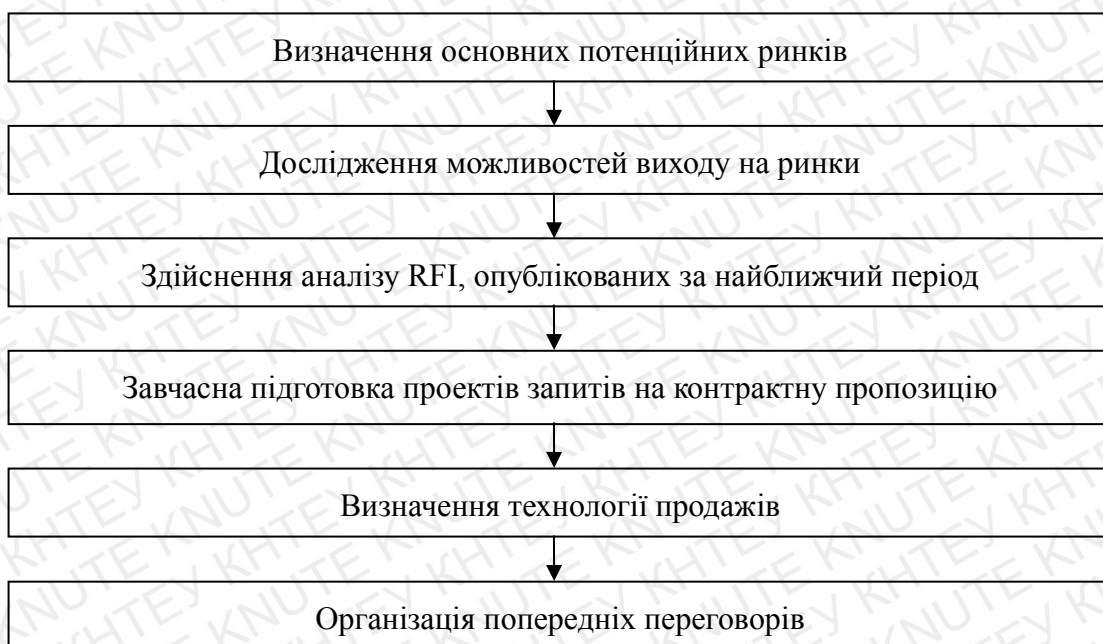 Визначення основних потенційних ринків
Дослідження можливостей виходу на ринки
Здійснення аналізу RFI, опублікованих за найближчий період
Завчасна підготовка проектів запитів на контрактну пропозицію
Визначення технології продажів
Організація попередніх переговорів